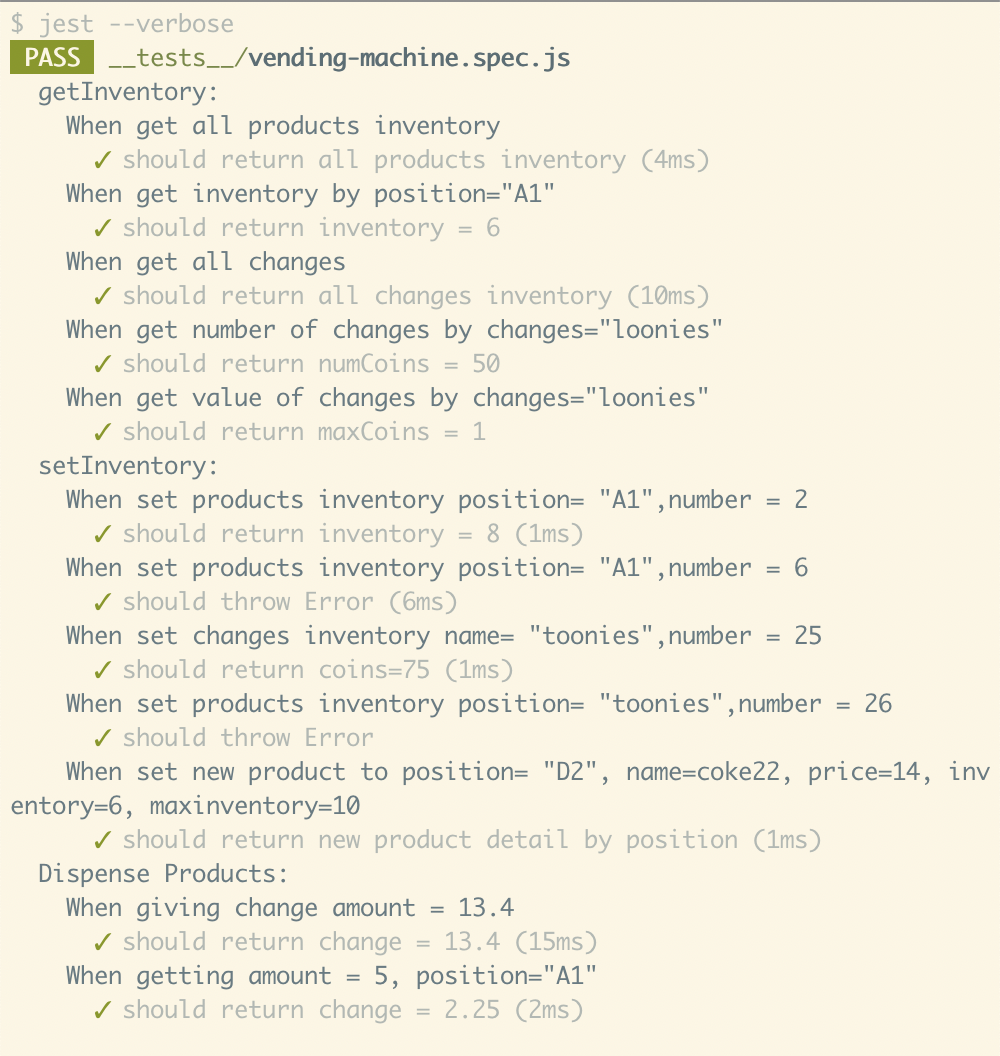 $ jest --verbose
PASS __tests__/vending-machine.spec.js
getInventory:
When get all products inventory
✓ should return all products inventory (4ms)
When get inventory by position="A1"
✓ should return inventory = 6
When get all changes
✓ should return all changes inventory (10ms)
When get number of changes by changes="loonies"
✓ should return numCoins = 50
When get value of changes by changes="loonies"
✓ should return maxCoins = 1
setInventory:
When set products inventory position= "A1",number = 2
✓ should return inventory = 8 (1ms)
When set products inventory position= "A1",number = 6
✓ should throw Error (6ms)
When set changes inventory name= "toonies",number = 25
✓ should return coins=75 (1ms)
When set products inventory position= "toonies",number = 26
✓ should throw Error
When set new product to position= "D2", name=coke22, price=14, inv
entory=6, maxinventory=10
✓ should return new product detail by position (1ms)
Dispense Products:
When giving change amount = 13.4
✓ should return change = 13.4 (15ms)
When getting amount = 5, position="A1"
✓ should return change = 2.25 (2ms)